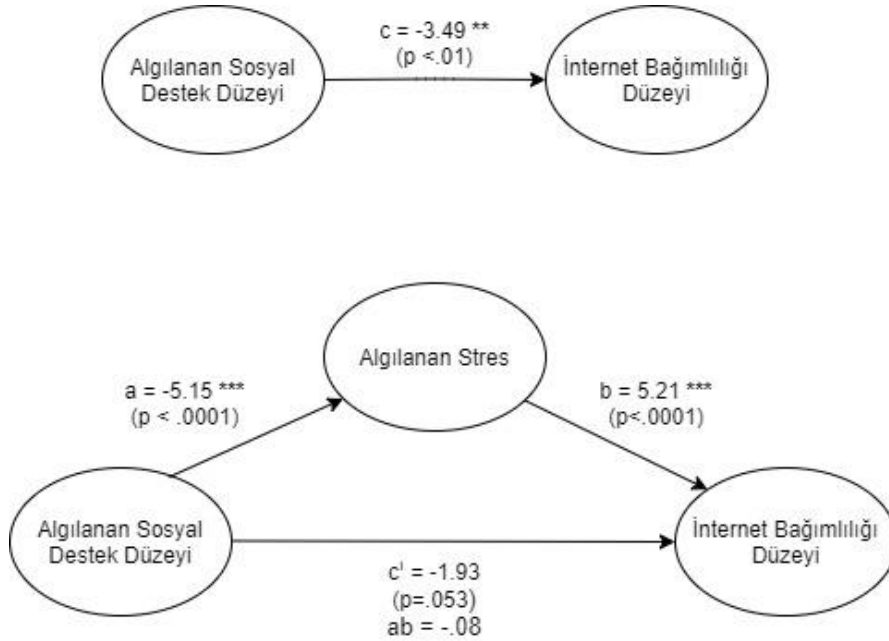 Algılanan Sosyal
Destek Düzeyi
c = -3.49 **
(p <.01)
İnternet Bağımlılığı
Düzeyi
Algılanan Stres
a = -5.15 ***
(p < .0001)
b = 5.21 ***
(p<.0001)
Algılanan Sosyal
Destek Düzeyi
İnternet Bağımlılığı
Düzeyi
c' = -1.93
(p=.053)
ab = -.08